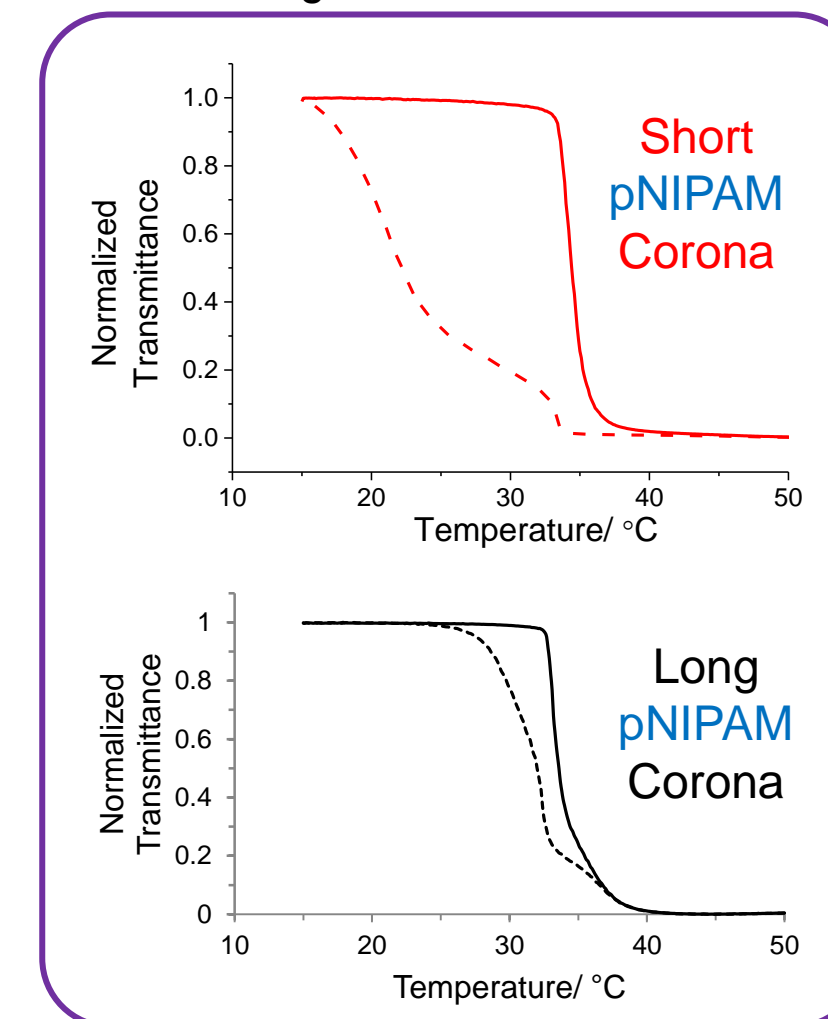 g
1.0
0.8
0.6
0.4
0.2
0.0
Normalized
Transmittance
Short
pNIPAM
Corona
10 20 30 40 50
Temperature/ °C
1
0.8
0.6
0.4
0.2
0
Normalized
Transmittance
Long
pNIPAM
Corona
10 20 30 40 50
Temperature/ °C